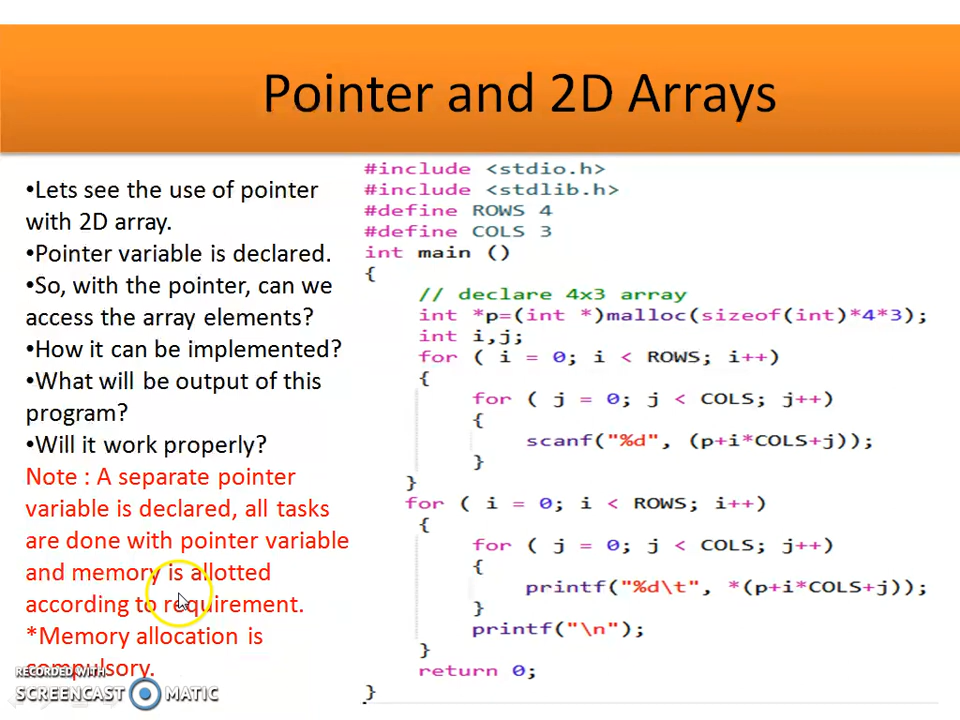 Pointer and 2D Arrays
•Lets see the use of pointer
with 2D array.
•Pointer variable is declared.
•So, with the pointer, can we
access the array elements?
•How it can be implemented?
•What will be output of this
program?
•Will it work properly?
Note : A separate pointer
variable is declared, all tasks
are done with pointer variable
and memory is allotted
according to requirement.
*Memory allocation is
compulsory.
#include <stdio.h>
#include <stdlib.h>
#define ROWS 4
#define COLS 3
int main ()
{
// declare 4x3 array
int *p=(int *)malloc(sizeof(int)*4*3);
int i,j;
for ( i = 0; i < ROWS; i++)
{
for ( j = 0; j < COLS; j++)
{
scanf("%d", (p+i*COLS+j));
}
}
for ( i = 0; i < ROWS; i++)
{
for ( j = 0; j < COLS; j++)
{
printf("%d\t", *(p+i*COLS+j));
}
printf("\n");
}
return 0;
}
RECORDED WITH
SCREENCAST MATIC